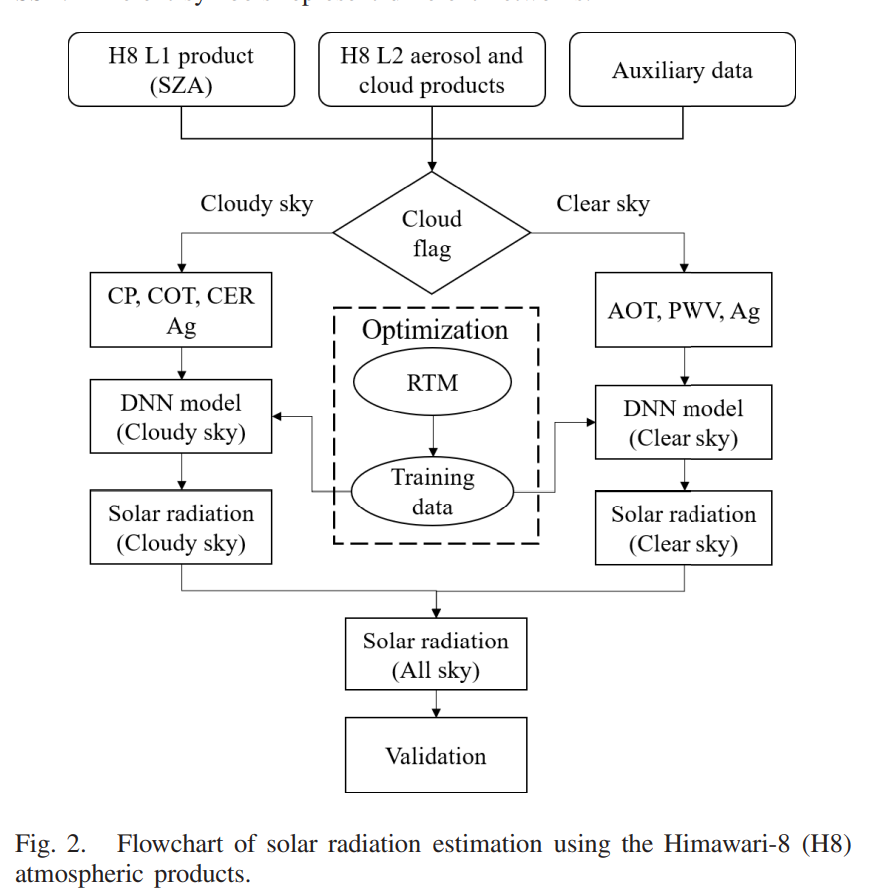 H8 L1 product
(SZA)
H8 L2 aerosol and
cloud products
Auxiliary data
Cloudy sky
Clear sky
Cloud
flag
CP, COT, CER
Ag
AOT, PWV, Ag
Optimization
RTM
DNN model
(Cloudy sky)
DNN model
(Clear sky)
Training
data
Solar radiation
(Cloudy sky)
Solar radiation
(Clear sky)
Solar radiation
(All sky)
Validation
Fig. 2. Flowchart of solar radiation estimation using the Himawari-8 (H8)
atmospheric products.